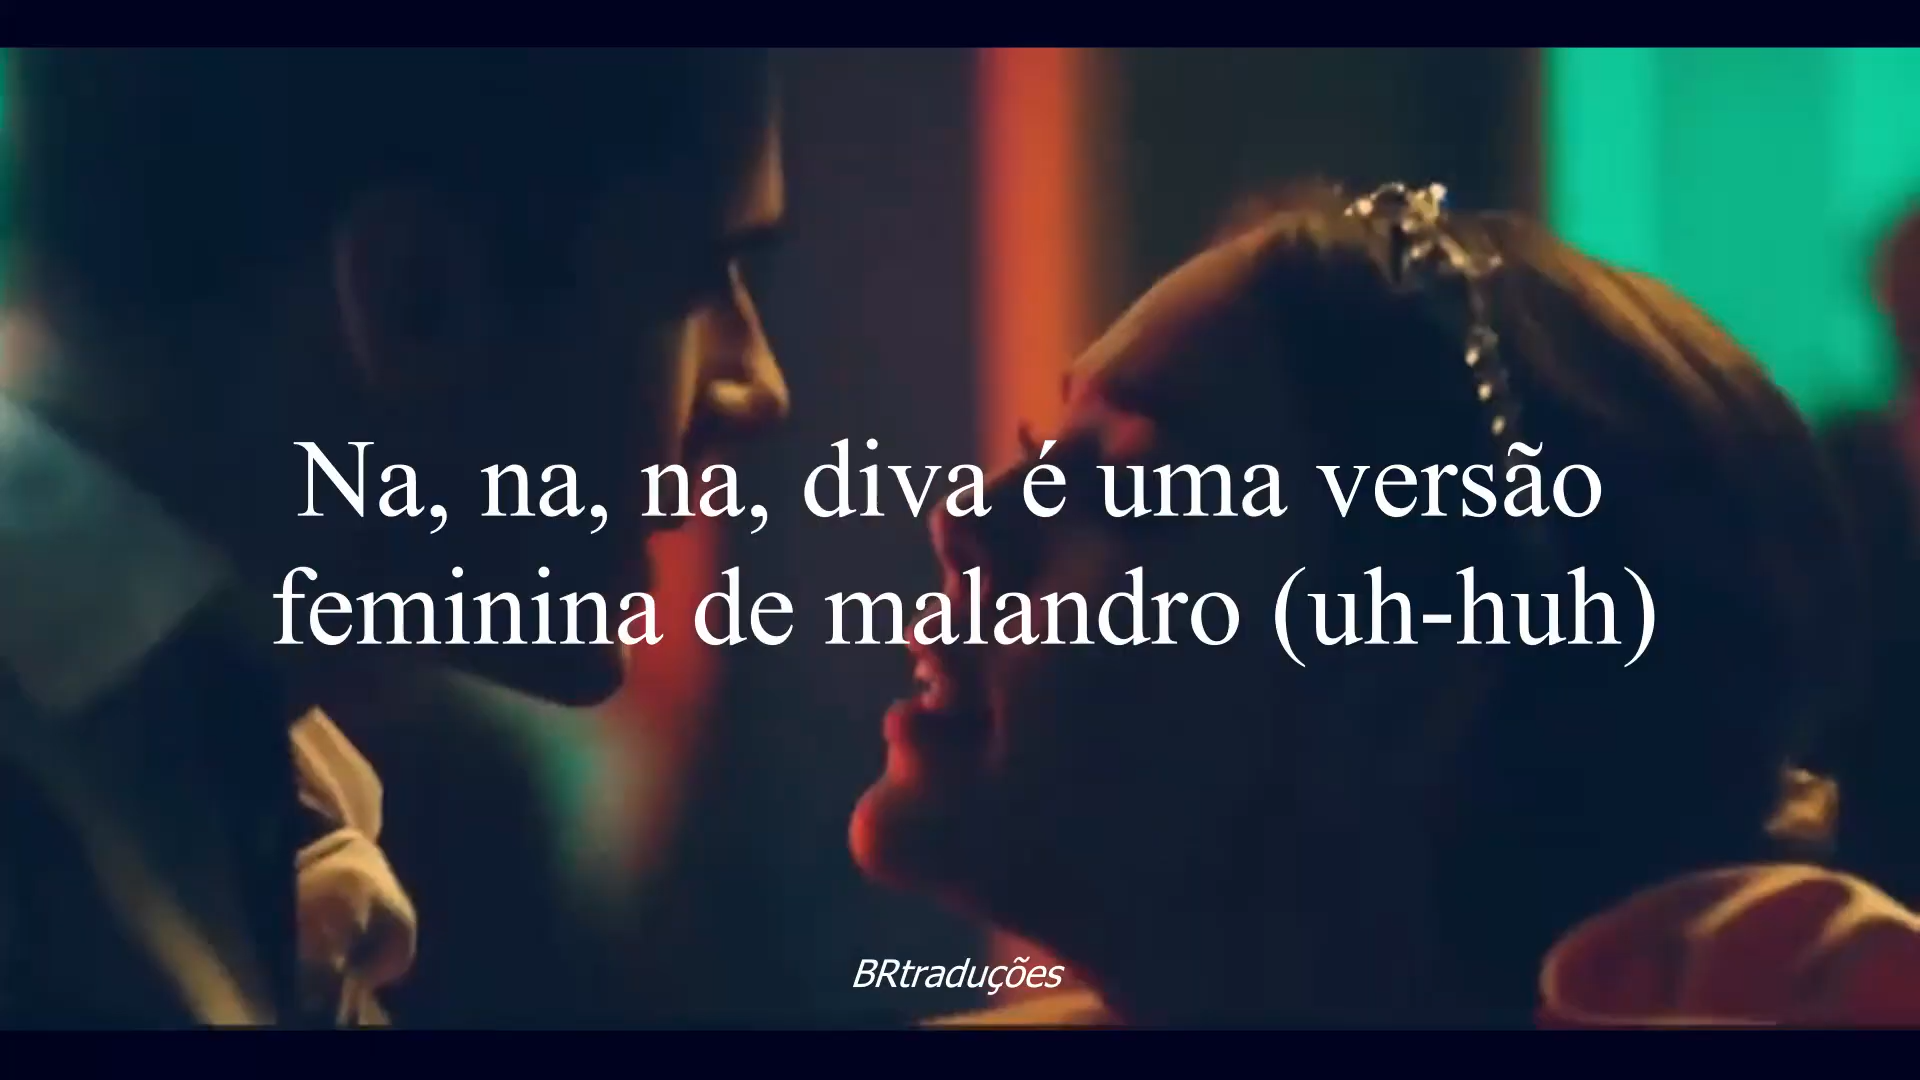 Na, na, na, diva é uma versão
feminina de malandro (uh-huh)
BRtraduções